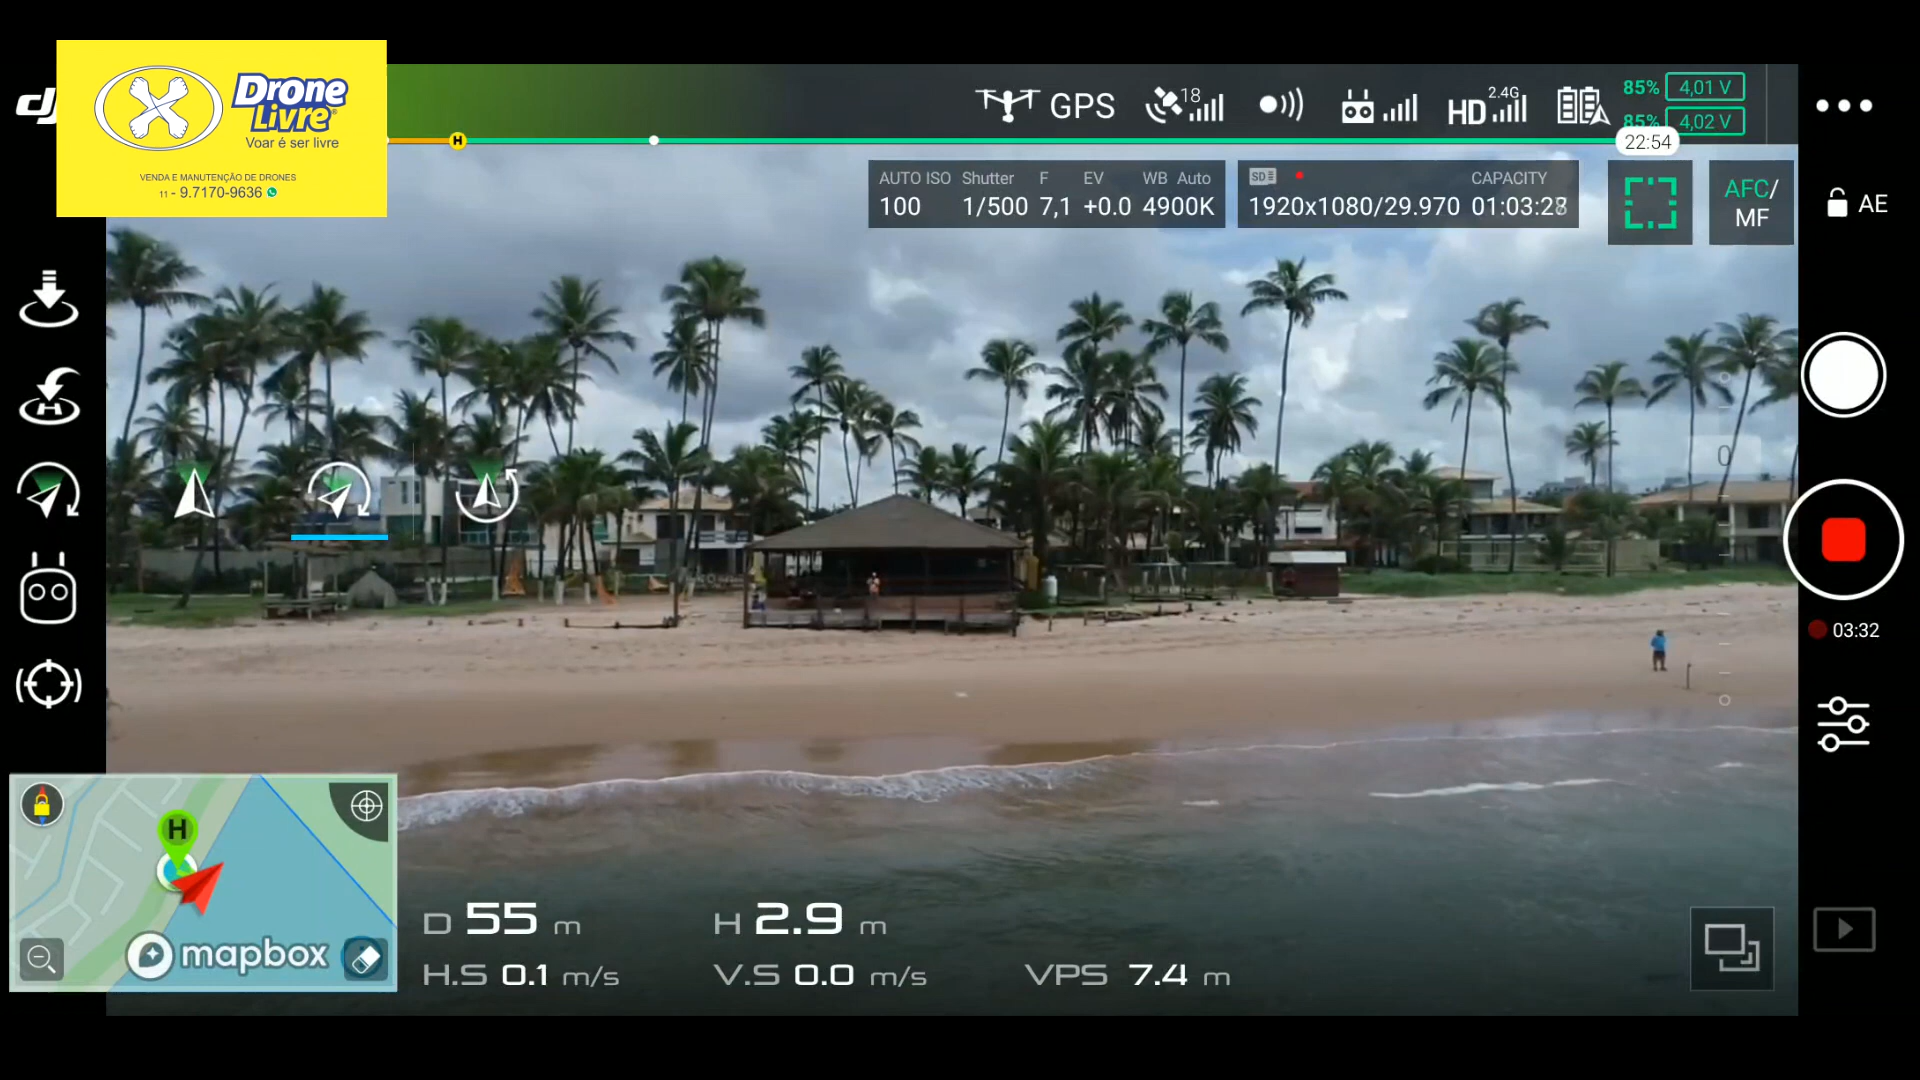 dj
Drone
Livre®
Voar é ser livre
VENDA E MANUTENÇÃO DE DRONES
11 - 9.7170-9636
H
GPS
18
HD
2.4G
85% 4,01 V
85% 4,02 V
22:54
AUTO ISO Shutter F EV WB Auto
100 1/500 7,1 +0.0 4900K
SD CAPACITY
1920x1080/29.970 01:03:28
AFC/
MF
AE
0
03:32
H
mapbox
D 55 m H 2.9 m
H.S 0.1 m/s V.S 0.0 m/s VPS 7.4 m